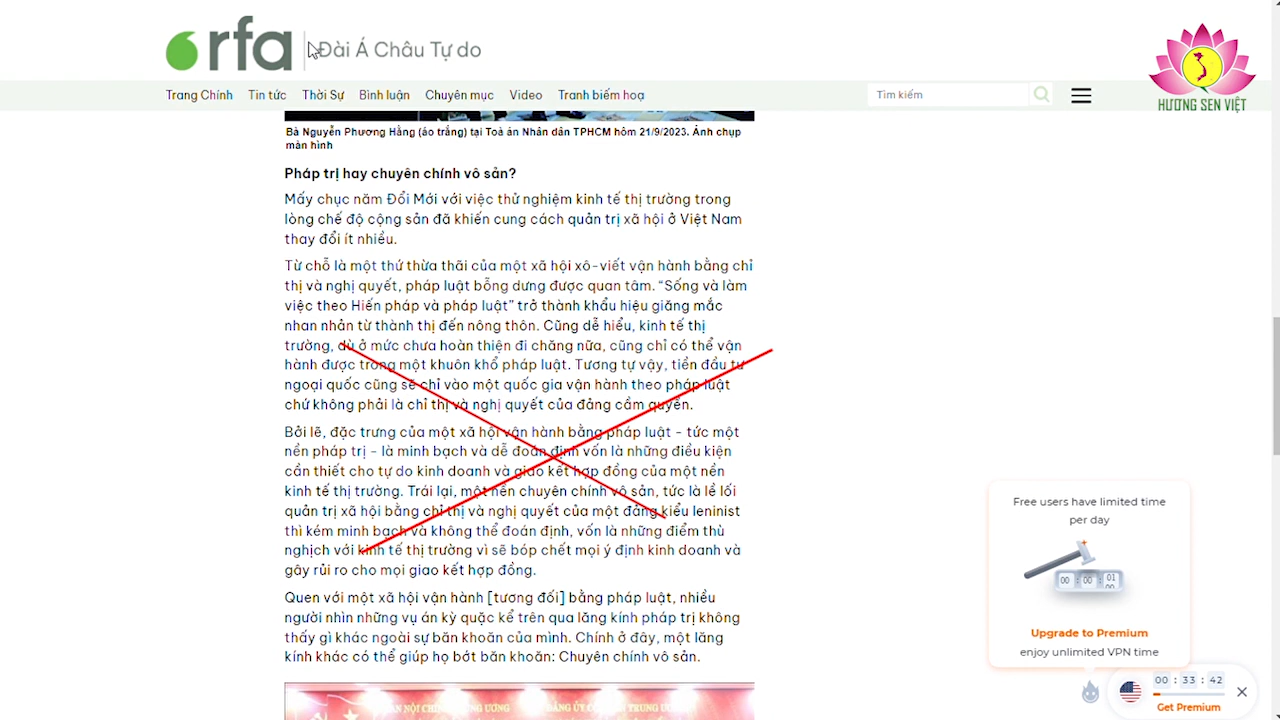 rfa Đài Á Châu Tự do
Trang Chính Tin tức Thời Sự Bình luận Chuyên mục Video Tranh biếm hoạ Tìm kiếm
HƯƠNG SEN VIỆT
Bà Nguyễn Phương Hằng (áo trắng) tại Toà án Nhân dân TPHCM hôm 21/9/2023. Ảnh chụp
màn hình
Pháp trị hay chuyên chính vô sản?
Mấy chục năm Đổi Mới với việc thử nghiệm kinh tế thị trường trong
lòng chế độ cộng sản đã khiến cung cách quản trị xã hội ở Việt Nam
thay đổi ít nhiều.
Từ chỗ là một thứ thừa thãi của một xã hội xô-viết vận hành bằng chỉ
thị và nghị quyết, pháp luật bỗng dưng được quan tâm. “Sống và làm
việc theo Hiến pháp và pháp luật” trở thành khẩu hiệu giăng mắc
nhan nhản từ thành thị đến nông thôn. Cũng dễ hiểu, kinh tế thị
trường, dù ở mức chưa hoàn thiện đi chăng nữa, cũng chỉ có thể vận
hành được trong một khuôn khổ pháp luật. Tương tự vậy, tiền đầu tư
ngoại quốc cũng sẽ chỉ vào một quốc gia vận hành theo pháp luật
chứ không phải là chỉ thị và nghị quyết của đảng cầm quyền.
Bởi lẽ, đặc trưng của một xã hội vận hành bằng pháp luật - tức một
nền pháp trị - là minh bạch và dễ đoán định vốn là những điều kiện
cần thiết cho tự do kinh doanh và giao kết hợp đồng của một nền
kinh tế thị trường. Trái lại, một nền chuyên chính vô sản, tức là lề lối
quản trị xã hội bằng chỉ thị và nghị quyết của một đảng kiểu leninist
thì kém minh bạch và không thể đoán định, vốn là những điểm thù
nghịch với kinh tế thị trường vì sẽ bóp chết mọi ý định kinh doanh và
gây rủi ro cho mọi giao kết hợp đồng.
Quen với một xã hội vận hành [tương đối] bằng pháp luật, nhiều
người nhìn những vụ án kỳ quặc kể trên qua lăng kính pháp trị không
thấy gì khác ngoài sự băn khoăn của mình. Chính ở đây, một lăng
kính khác có thể giúp họ bớt băn khoăn: Chuyên chính vô sản.
Free users have limited time
per day
00 : 00 : 01
00
Upgrade to Premium
enjoy unlimited VPN time
00 : 33 : 42
Get Premium
BAN NỘI CHÍNH TRUNG ƯƠNG ĐẢNG ỦY CƠ QUAN TRUNG ƯƠNG